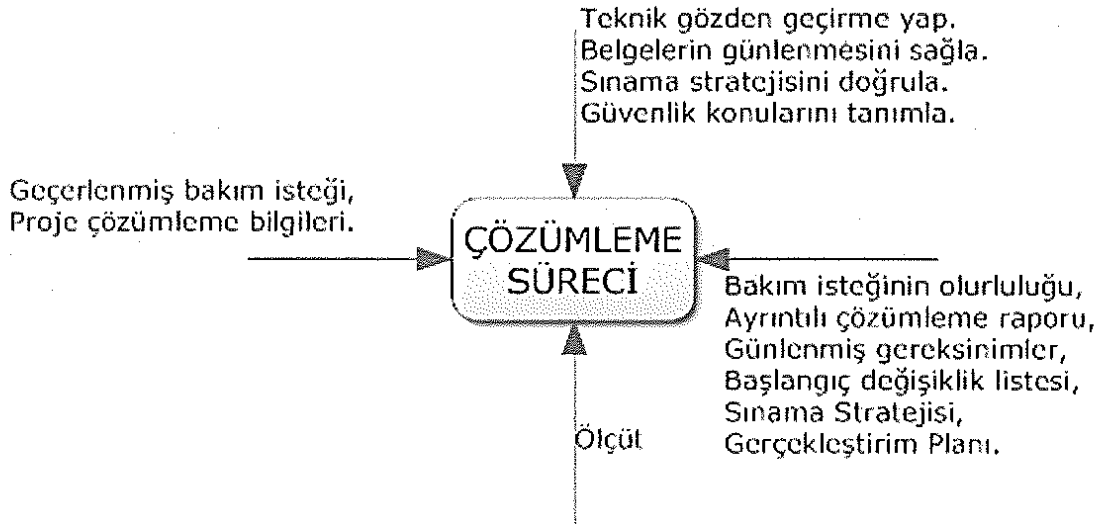 Teknik gözden geçirme yap.
Belgelerin günlenmesini sağla.
Sınama stratejisini doğrula.
Güvenlik konularını tanımla.
Geçerlenmiş bakım isteği,
Proje çözümleme bilgileri.
ÇÖZÜMLEME
SÜRECİ
Bakım isteğinin olurluluğu,
Ayrıntılı çözümleme raporu,
Günlenmiş gereksinimler,
Başlangıç değişiklik listesi,
Sınama Stratejisi,
Gerçekleştirim Planı.
Ölçüt